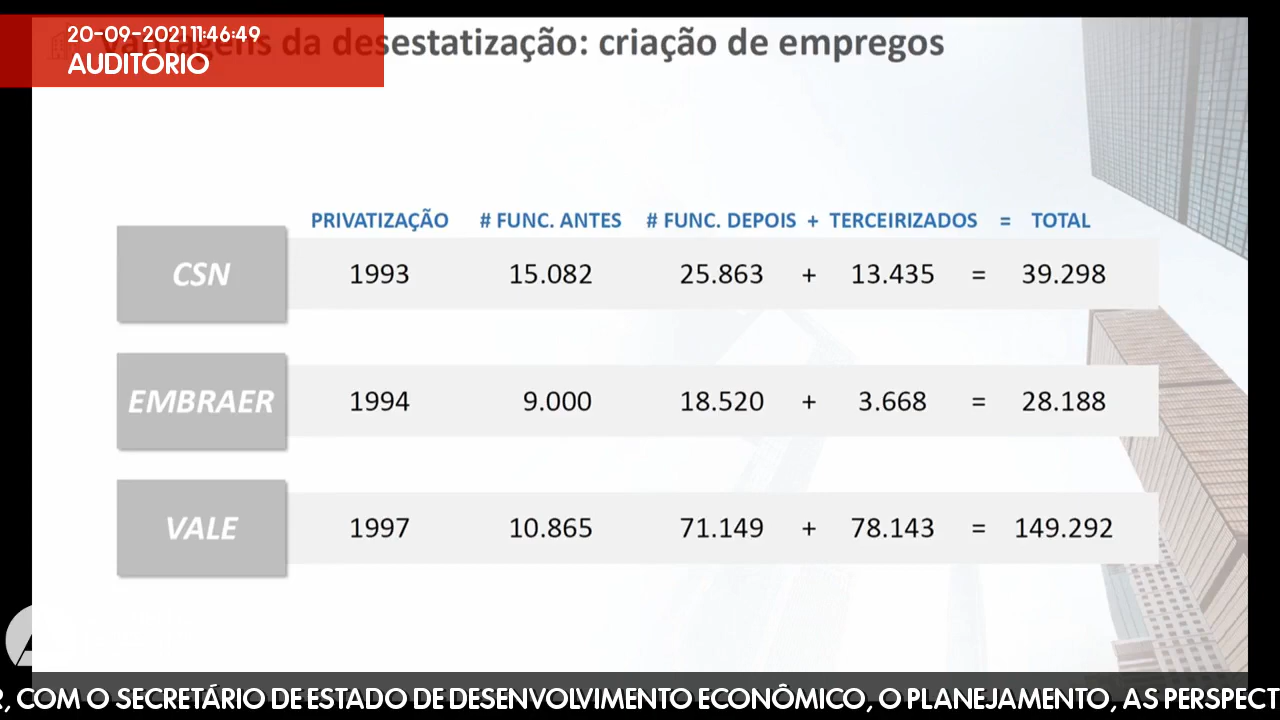 20-09-2021 11:46:49
AUDITÓRIO
Vantagens da desestatização: criação de empregos
PRIVATIZAÇÃO # FUNC. ANTES # FUNC. DEPOIS + TERCEIRIZADOS = TOTAL
CSN 1993 15.082 25.863 + 13.435 = 39.298
EMBRAER 1994 9.000 18.520 + 3.668 = 28.188
VALE 1997 10.865 71.149 + 78.143 = 149.292
R, COM O SECRETÁRIO DE ESTADO DE DESENVOLVIMENTO ECONÔMICO, O PLANEJAMENTO, AS PERSPECT